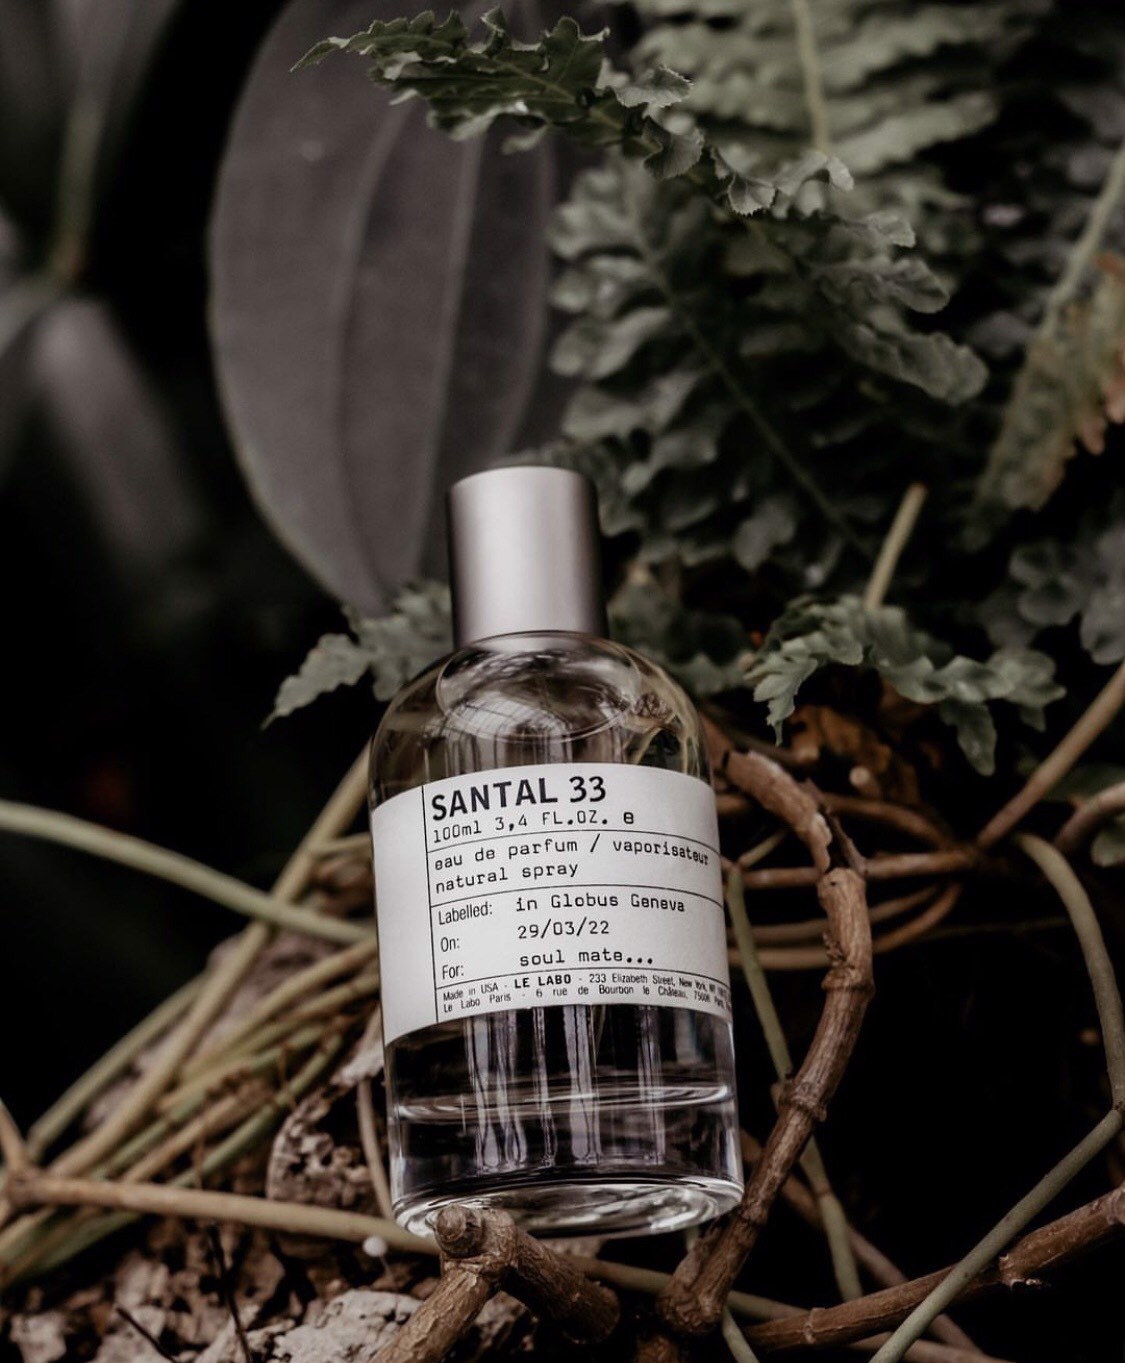 SANTAL 33
100ml 3,4 FL.OZ. e
eau de parfum / vaporisateur
natural spray
Labelled: in Globus Geneva
On: 29/03/22
For: soul mate...
Made in USA - LE LABO - 233 Elizabeth Street, New York, NY
Le Labo Paris - 6 rue de Bourbon le Château, 75006 Paris